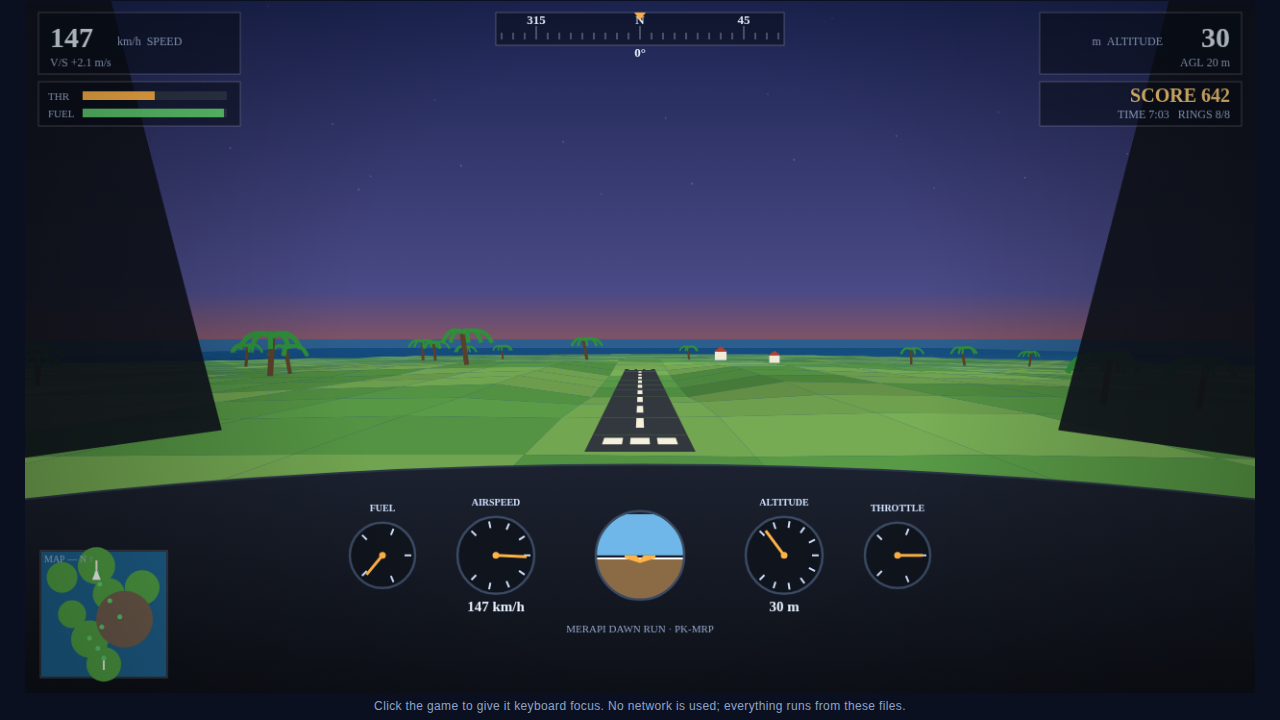 147 km/h SPEED
V/S +2.1 m/s
THR
FUEL
315 N 45
0°
m ALTITUDE 30
AGL 20 m
SCORE 642
TIME 7:03 RINGS 8/8
FUEL
AIRSPEED
ALTITUDE
THROTTLE
147 km/h
30 m
MERAPI DAWN RUN · PK-MRP
MAP — N
Click the game to give it keyboard focus. No network is used; everything runs from these files.